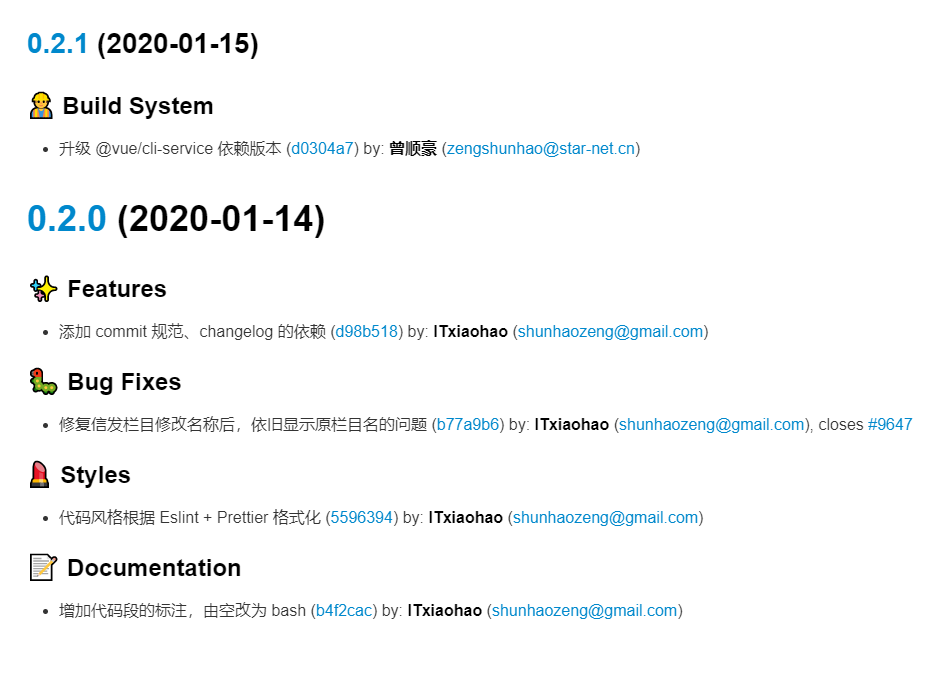 0.2.1 (2020-01-15)
Build System
升级 @vue/cli-service 依赖版本 (d0304a7) by: 曾顺豪 (zengshunhao@star-net.cn)
0.2.0 (2020-01-14)
Features
添加 commit 规范、changelog 的依赖 (d98b518) by: ITxiaohao (shunhaozeng@gmail.com)
Bug Fixes
修复信发栏目修改名称后，依旧显示原栏目名的问题 (b77a9b6) by: ITxiaohao (shunhaozeng@gmail.com), closes #9647
Styles
代码风格根据 Eslint + Prettier 格式化 (5596394) by: ITxiaohao (shunhaozeng@gmail.com)
Documentation
增加代码段的标注，由空改为 bash (b4f2cac) by: ITxiaohao (shunhaozeng@gmail.com)